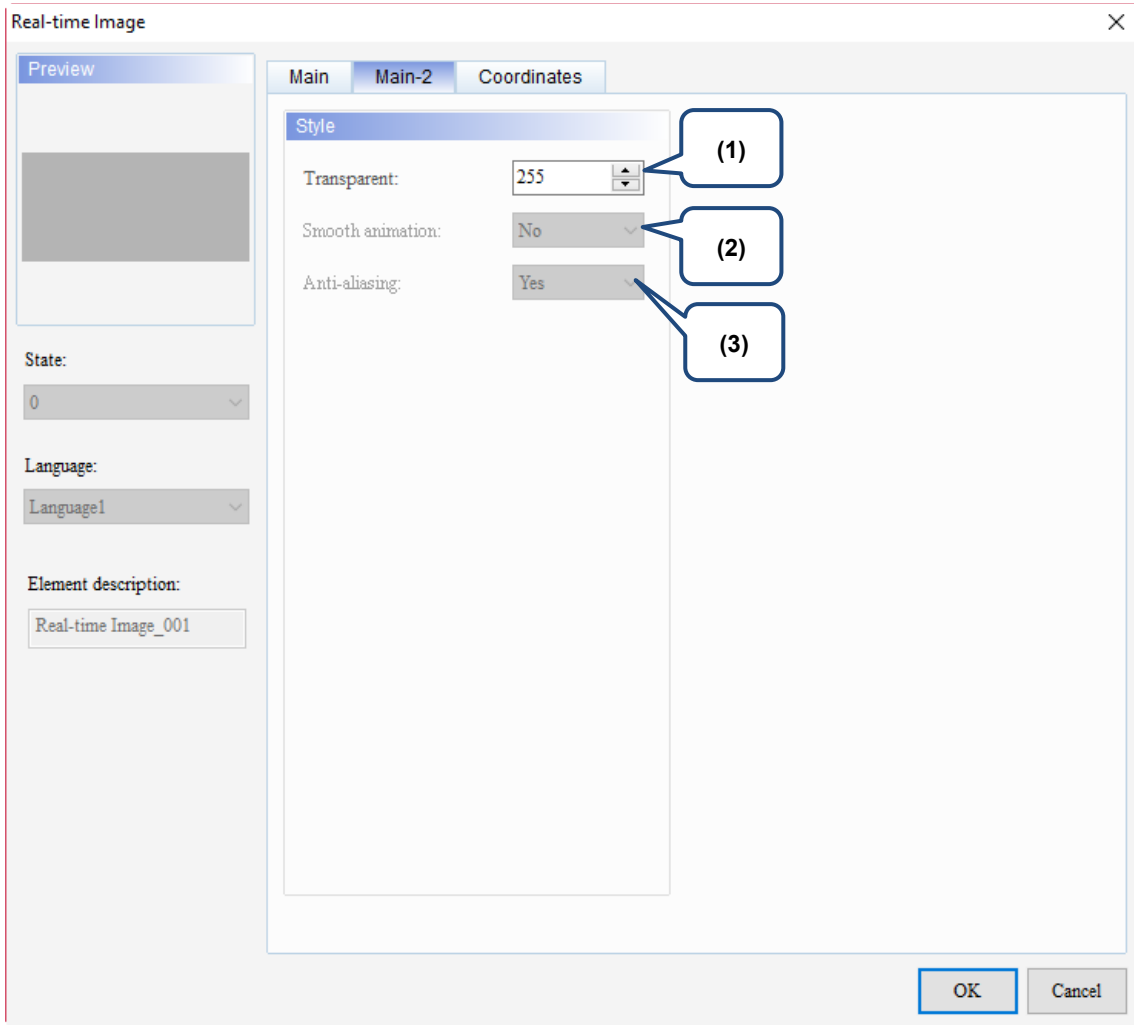 Real-time Image
Preview
Main
Main-2
Coordinates
Style
Transparent:
255
(1)
Smooth animation:
No
(2)
Anti-aliasing:
Yes
(3)
State:
0
Language:
Language1
Element description:
Real-time Image_001
OK
Cancel